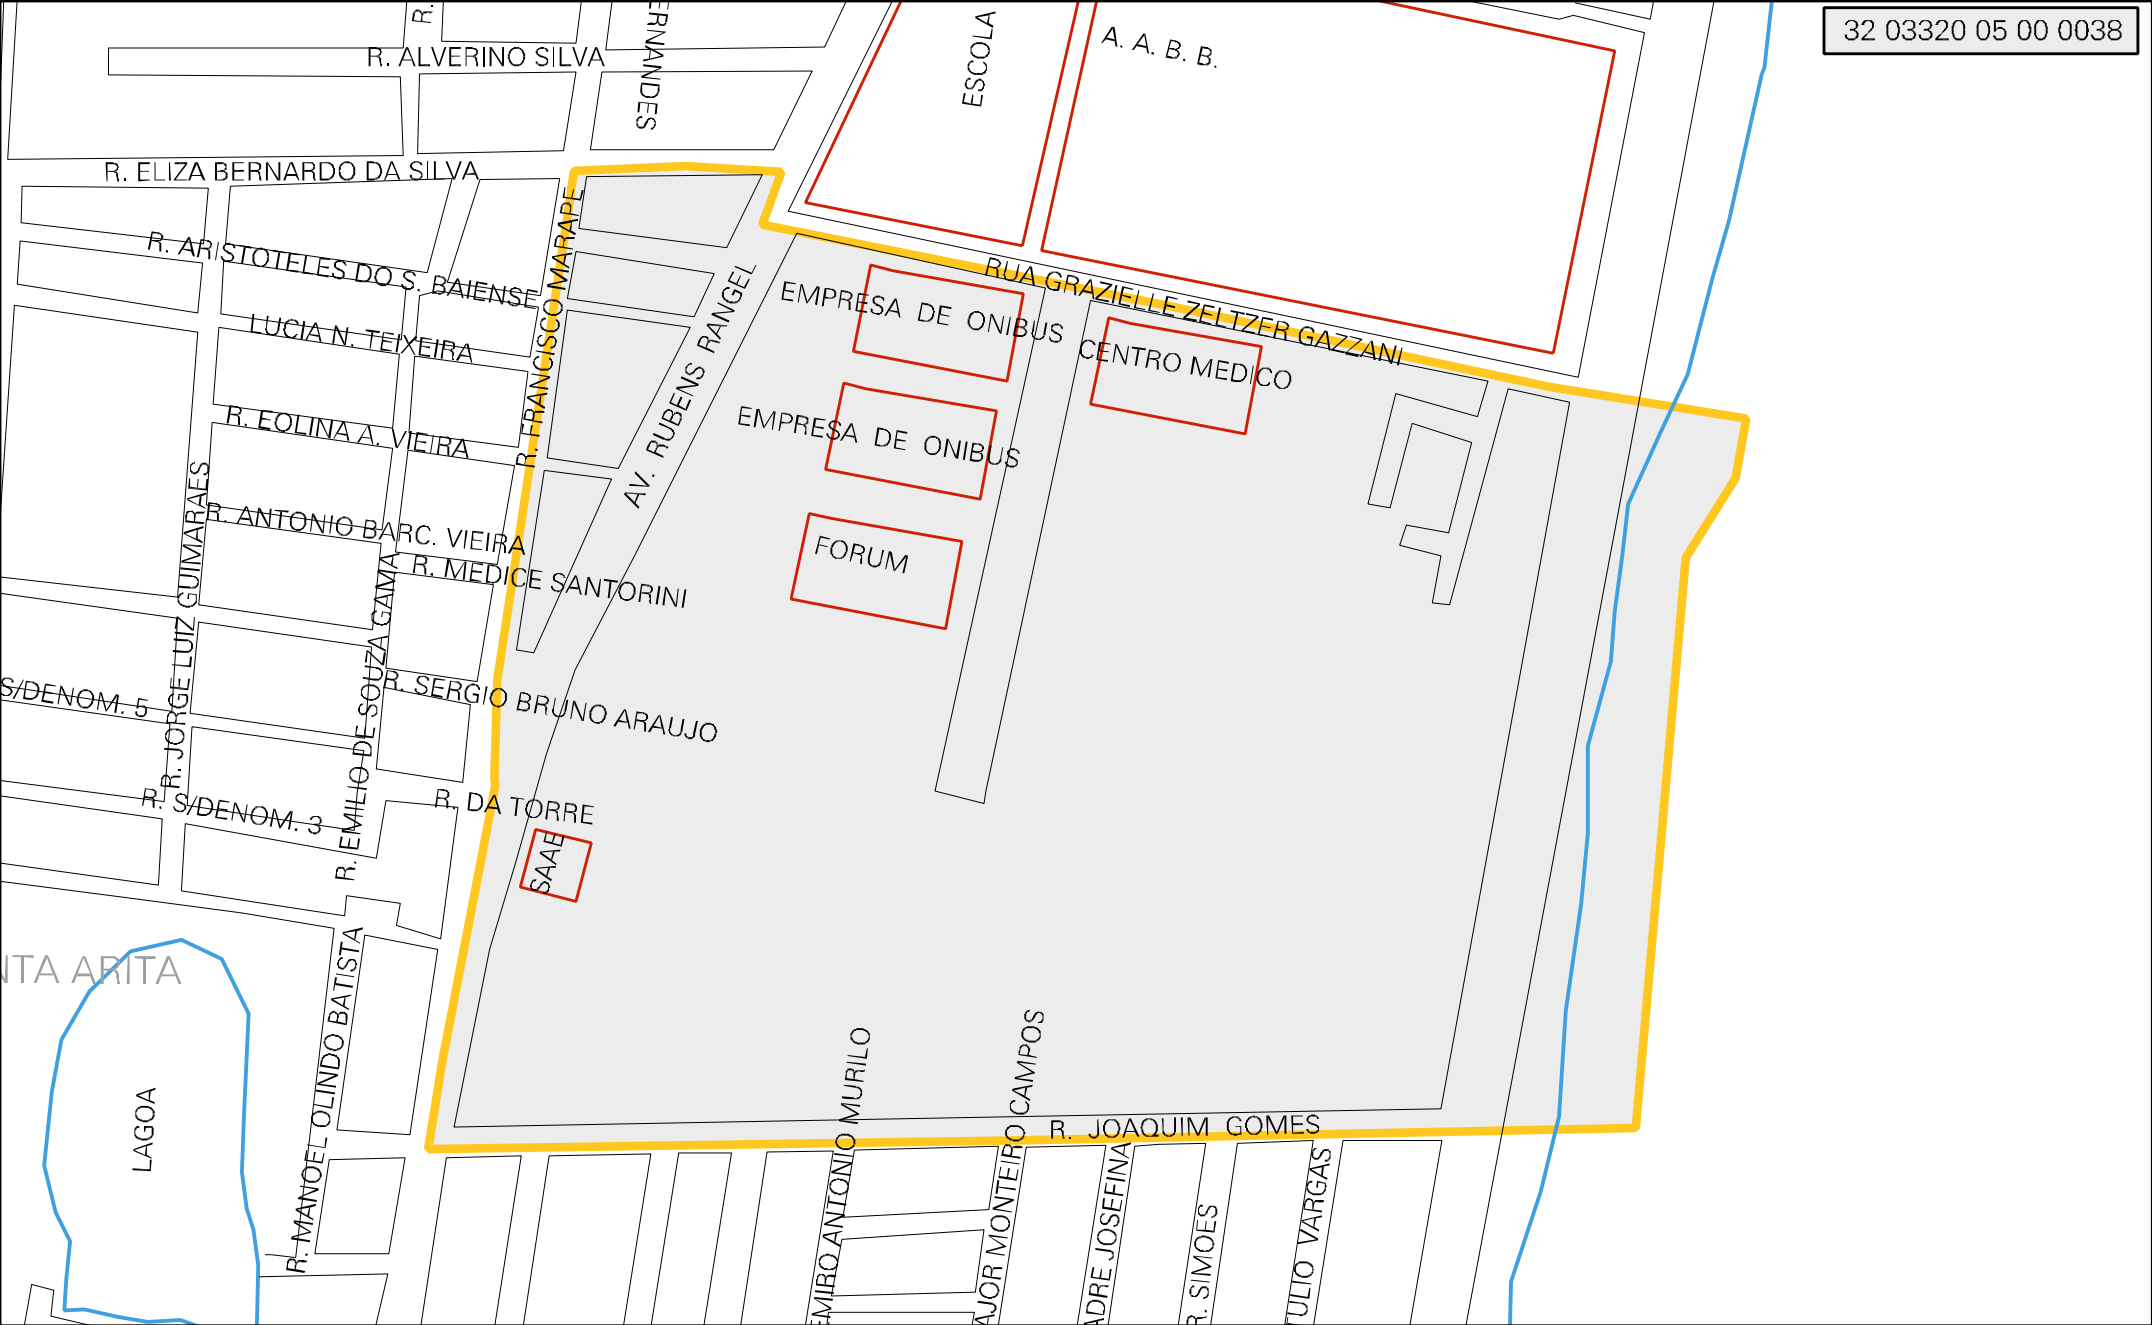 32 03320 05 00 0038
R.
R. ALVERINO SILVA
ERNANDES
ESCOLA
A. A. B. B.
R. ELIZA BERNARDO DA SILVA
R. ARISTOTELES DO S. BAIENSE
LUCIA N. TEIXEIRA
R. EOLINA A. VIEIRA
R. ANTONIO BARC. VIEIRA
R. MEDICE SANTORINI
R. SERGIO BRUNO ARAUJO
R. DA TORRE
S/DENOM. 5
R. S/DENOM. 3
R. JORGE LUIZ GUIMARAES
R. EMILIO DE SOUZA GAMA
R. FRANCISCO MARAPE
AV. RUBENS RANGEL
RUA GRAZIELLE ZELTZER GAZZANI
EMPRESA DE ONIBUS
CENTRO MEDICO
EMPRESA DE ONIBUS
FORUM
SAAE
NTA ARITA
LAGOA
R. MANOEL OLINDO BATISTA
R. JOAQUIM GOMES
EMIRO ANTONIO MURILO
AJOR MONTEIRO CAMPOS
ADRE JOSEFINA
R. SIMOES
TULIO VARGAS